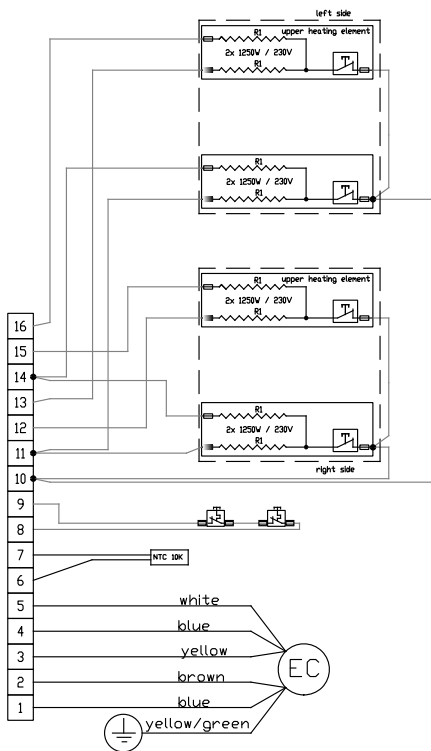 left side
R1
upper heating element
2x 1250W / 230V
R1
R1
2x 1250W / 230V
R1
R1
upper heating element
2x 1250W / 230V
R1
R1
2x 1250W / 230V
R1
right side
16
15
14
13
12
11
10
9
8
7
NTC 10K
6
5
white
4
blue
3
yellow
EC
2
brown
1
blue
yellow/green